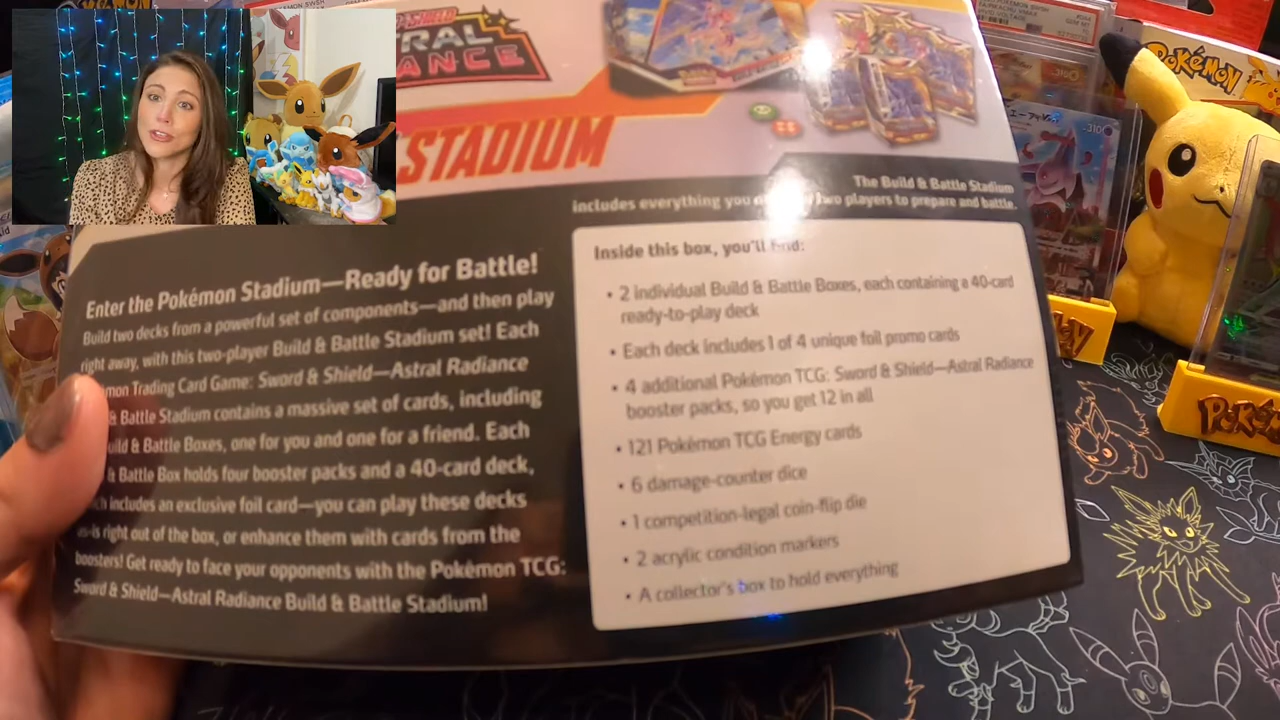 RAL
ANCE
STADIUM
The Build & Battle Stadium
includes everything you two players to prepare and battle.
Enter the Pokémon Stadium—Ready for Battle!
Build two decks from a powerful set of components—and then play
right away, with this two-player Build & Battle Stadium set! Each
mon Trading Card Game: Sword & Shield—Astral Radiance
& Battle Stadium contains a massive set of cards, including
uild & Battle Boxes, one for you and one for a friend. Each
& Battle Box holds four booster packs and a 40-card deck,
includes an exclusive foil card—you can play these decks
as-is right out of the box, or enhance them with cards from the
boosters! Get ready to face your opponents with the Pokémon TCG:
Sword & Shield—Astral Radiance Build & Battle Stadium!
Inside this box, you'll find:
• 2 individual Build & Battle Boxes, each containing a 40-card
ready-to-play deck
• Each deck includes 1 of 4 unique foil promo cards
• 4 additional Pokémon TCG: Sword & Shield—Astral Radiance
booster packs, so you get 12 in all
• 121 Pokémon TCG Energy cards
• 6 damage-counter dice
• 1 competition-legal coin-flip die
• 2 acrylic condition markers
• A collector's box to hold everything
POKÉMON
310